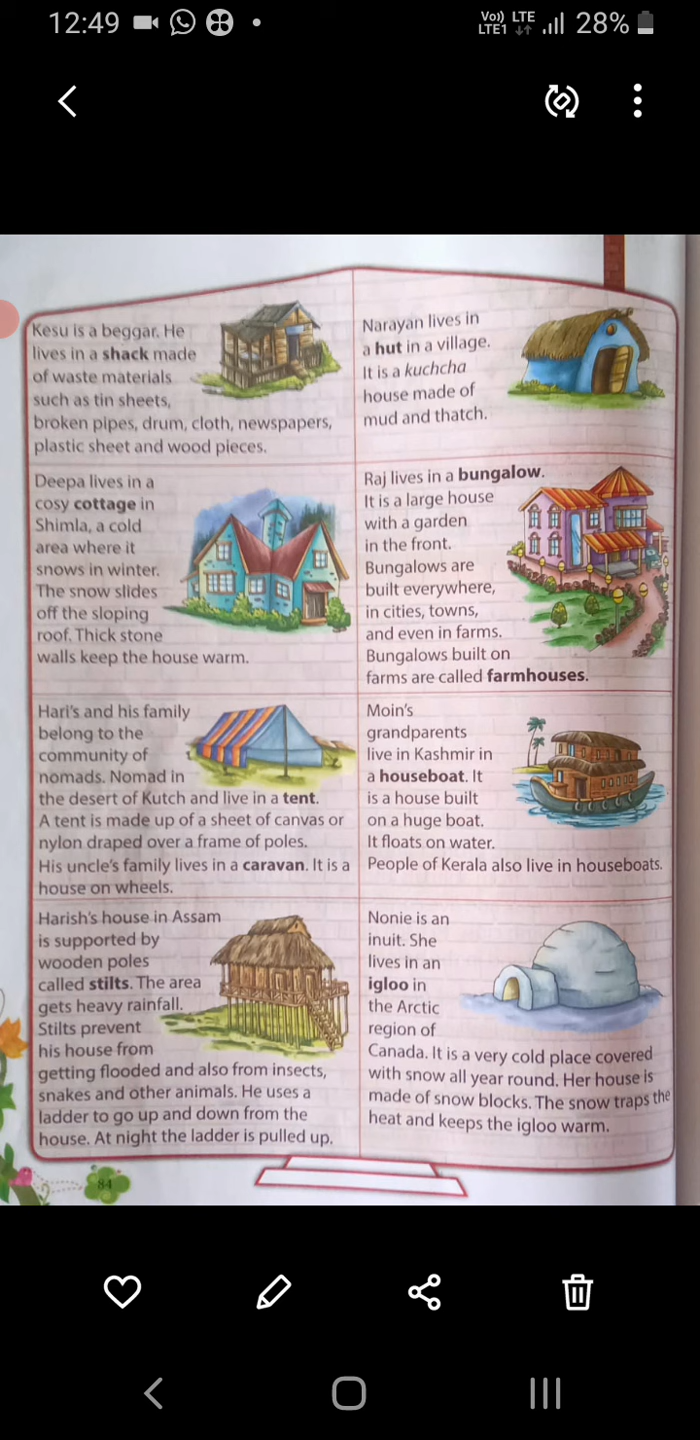 12:49
Vo)) LTE
LTE1
28%
Kesu is a beggar. He
lives in a shack made
of waste materials
such as tin sheets,
broken pipes, drum, cloth, newspapers,
plastic sheet and wood pieces.
Narayan lives in
a hut in a village.
It is a kuchcha
house made of
mud and thatch.
Deepa lives in a
cosy cottage in
Shimla, a cold
area where it
snows in winter.
The snow slides
off the sloping
roof. Thick stone
walls keep the house warm.
Raj lives in a bungalow.
It is a large house
with a garden
in the front.
Bungalows are
built everywhere,
in cities, towns,
and even in farms.
Bungalows built on
farms are called farmhouses.
Hari's and his family
belong to the
community of
nomads. Nomad in
the desert of Kutch and live in a tent.
A tent is made up of a sheet of canvas or
nylon draped over a frame of poles.
His uncle's family lives in a caravan. It is a
house on wheels.
Moin's
grandparents
live in Kashmir in
a houseboat. It
is a house built
on a huge boat.
It floats on water.
People of Kerala also live in houseboats.
Harish's house in Assam
is supported by
wooden poles
called stilts. The area
gets heavy rainfall.
Stilts prevent
his house from
getting flooded and also from insects,
snakes and other animals. He uses a
ladder to go up and down from the
house. At night the ladder is pulled up.
Nonie is an
inuit. She
lives in an
igloo in
the Arctic
region of
Canada. It is a very cold place covered
with snow all year round. Her house is
made of snow blocks. The snow traps the
heat and keeps the igloo warm.
84